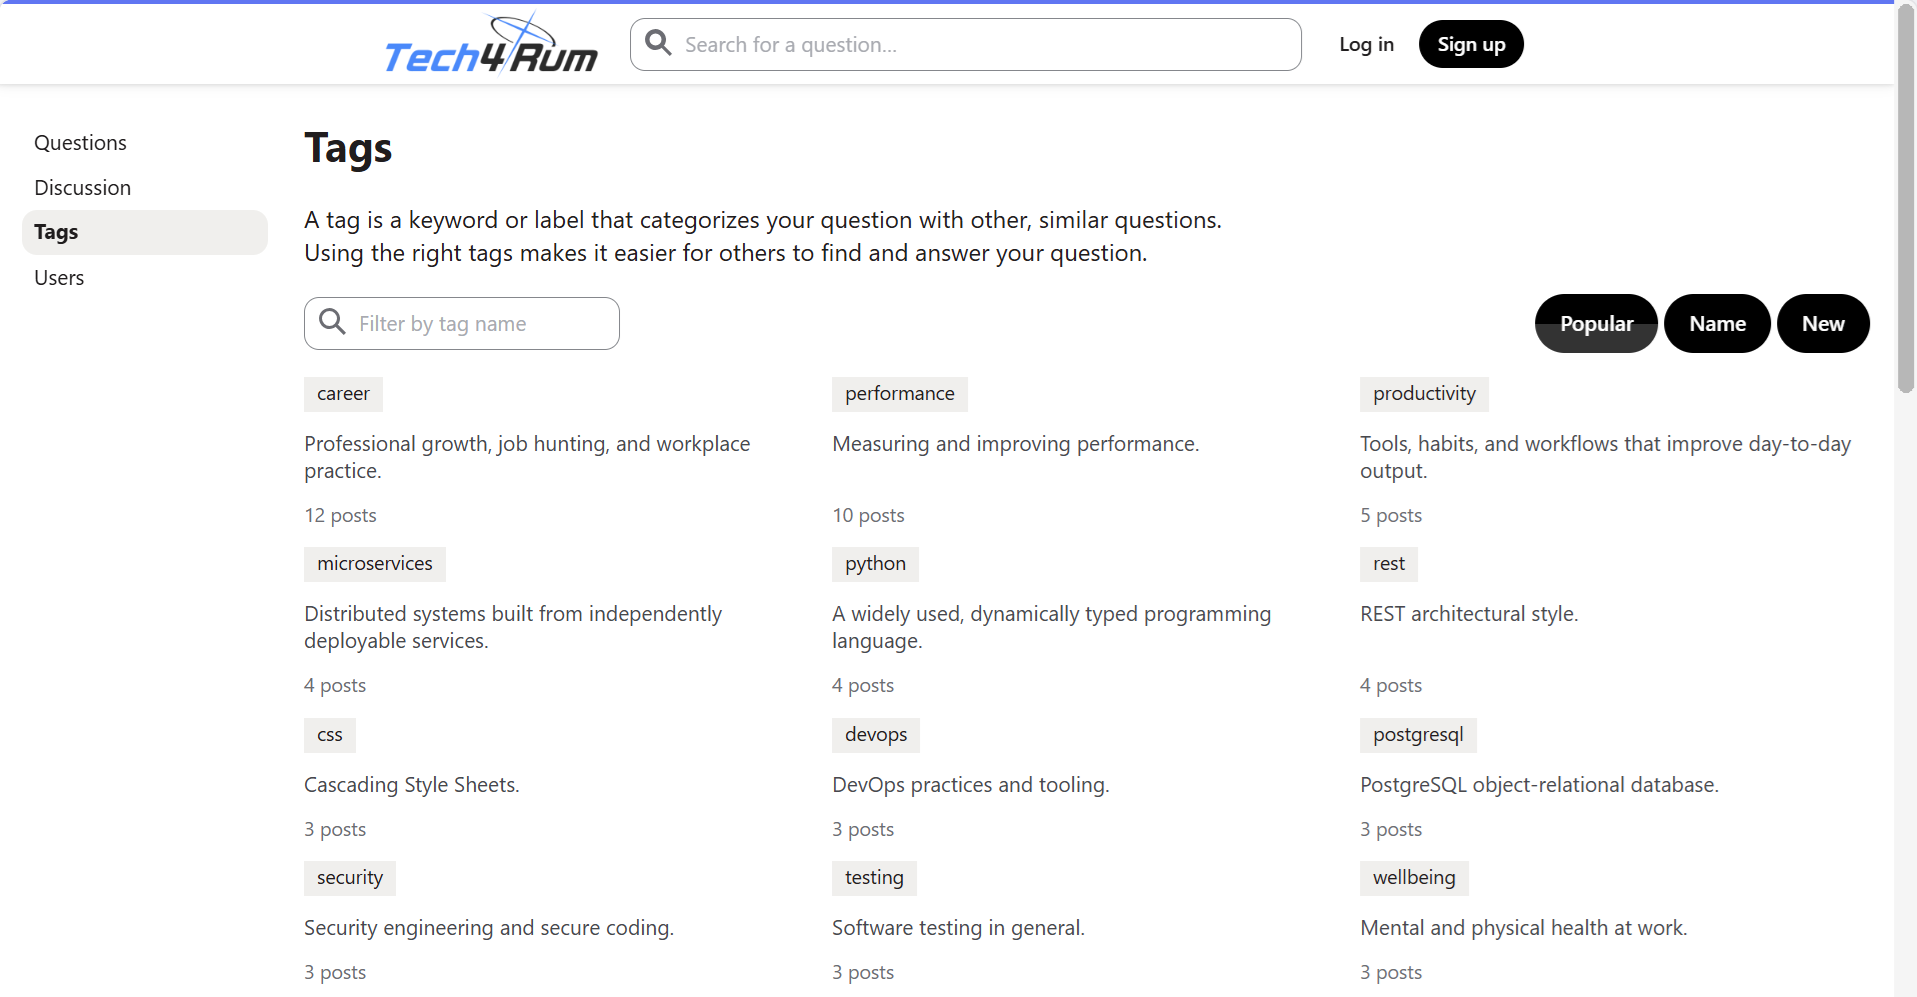 Tech4Rum
Search for a question...
Log in
Sign up
Questions
Discussion
Tags
Users
Tags
A tag is a keyword or label that categorizes your question with other, similar questions.
Using the right tags makes it easier for others to find and answer your question.
Filter by tag name
Popular
Name
New
career
Professional growth, job hunting, and workplace
practice.
12 posts
performance
Measuring and improving performance.
10 posts
productivity
Tools, habits, and workflows that improve day-to-day
output.
5 posts
microservices
Distributed systems built from independently
deployable services.
4 posts
python
A widely used, dynamically typed programming
language.
4 posts
rest
REST architectural style.
4 posts
css
Cascading Style Sheets.
3 posts
devops
DevOps practices and tooling.
3 posts
postgresql
PostgreSQL object-relational database.
3 posts
security
Security engineering and secure coding.
3 posts
testing
Software testing in general.
3 posts
wellbeing
Mental and physical health at work.
3 posts